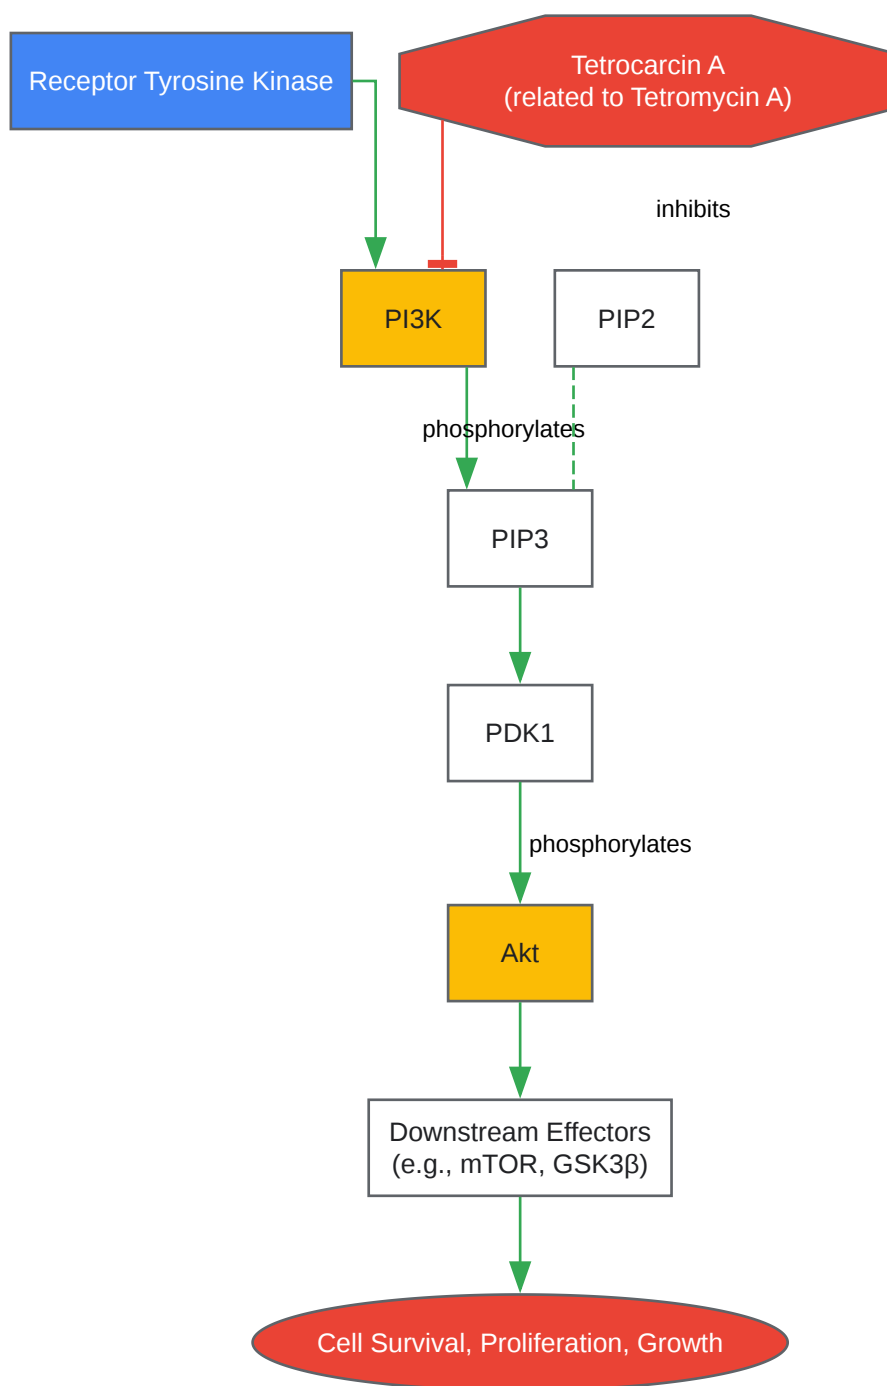 Receptor Tyrosine Kinase
Tetrocarcin A
(related to Tetromycin A)
inhibits
PI3K
PIP2
phosphorylates
PIP3
PDK1
phosphorylates
Akt
Downstream Effectors
(e.g., mTOR, GSK3β)
Cell Survival, Proliferation, Growth